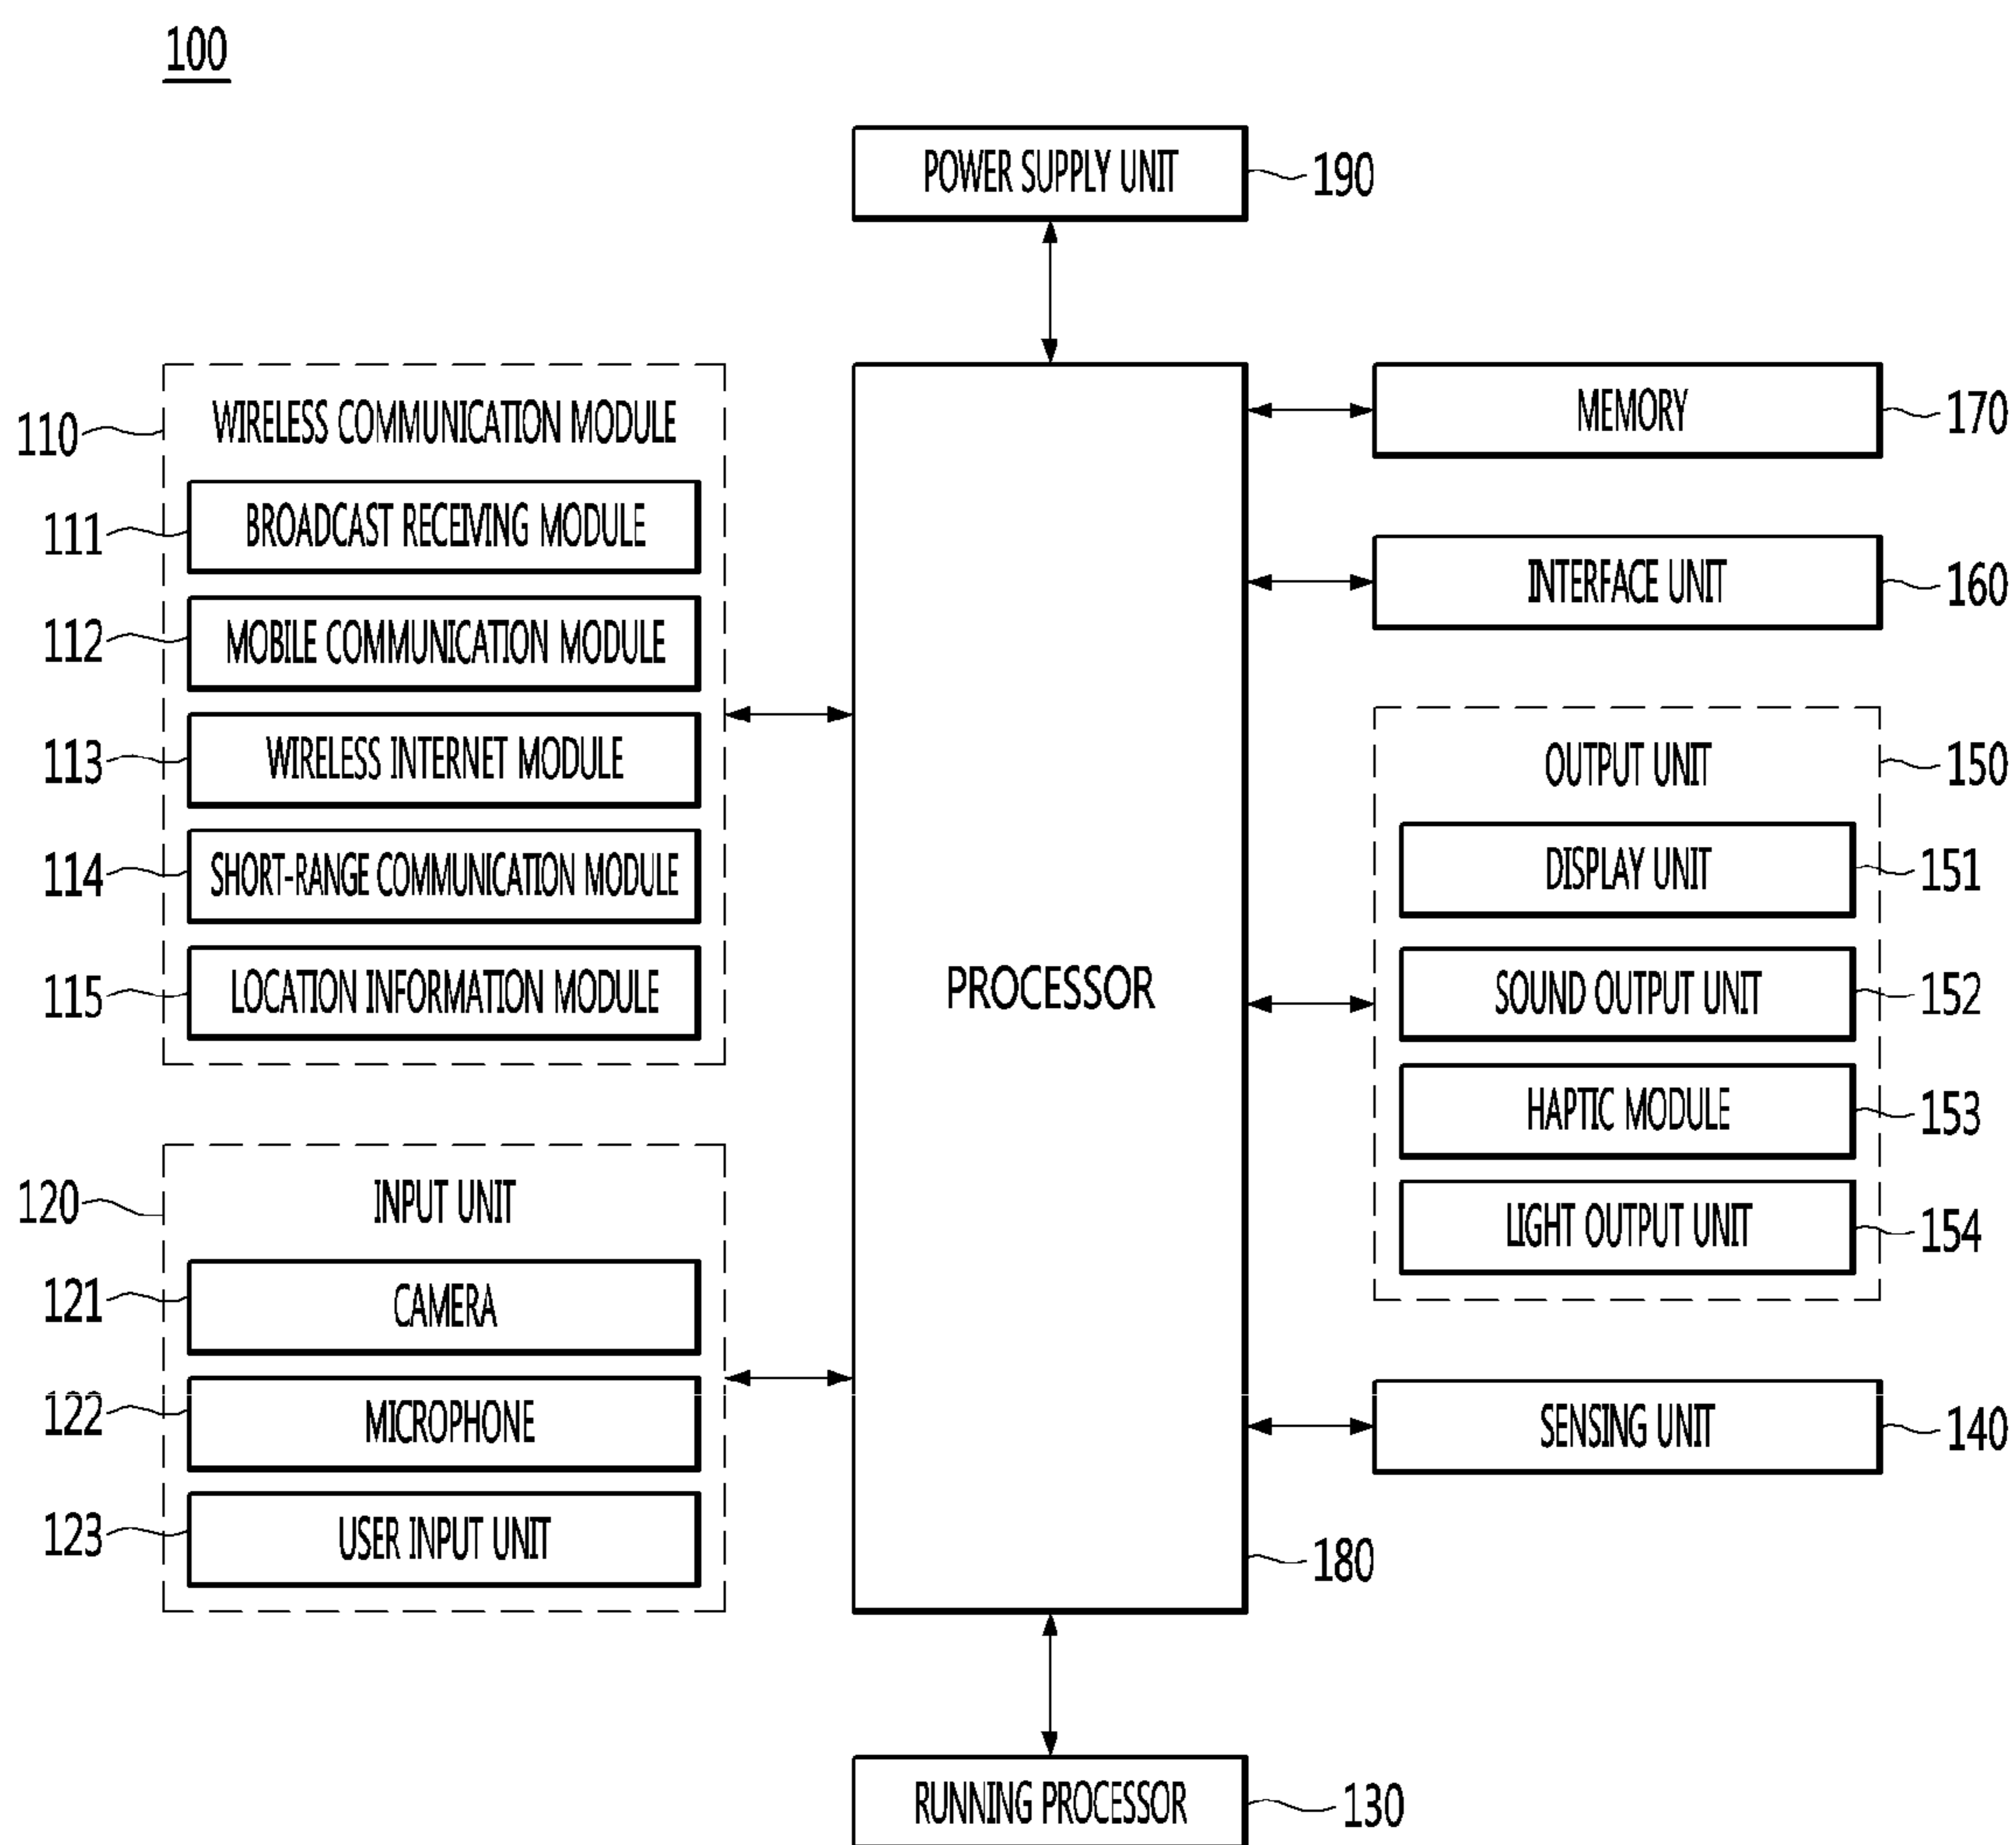 100
POWER SUPPLY UNIT
190
110
WIRELESS COMMUNICATION MODULE
111
BROADCAST RECEIVING MODULE
112
MOBILE COMMUNICATION MODULE
113
WIRELESS INTERNET MODULE
114
SHORT-RANGE COMMUNICATION MODULE
115
LOCATION INFORMATION MODULE
120
INPUT UNIT
121
CAMERA
122
MICROPHONE
123
USER INPUT UNIT
PROCESSOR
180
MEMORY
170
INTERFACE UNIT
160
OUTPUT UNIT
150
DISPLAY UNIT
151
SOUND OUTPUT UNIT
152
HAPTIC MODULE
153
LIGHT OUTPUT UNIT
154
SENSING UNIT
140
RUNNING PROCESSOR
130